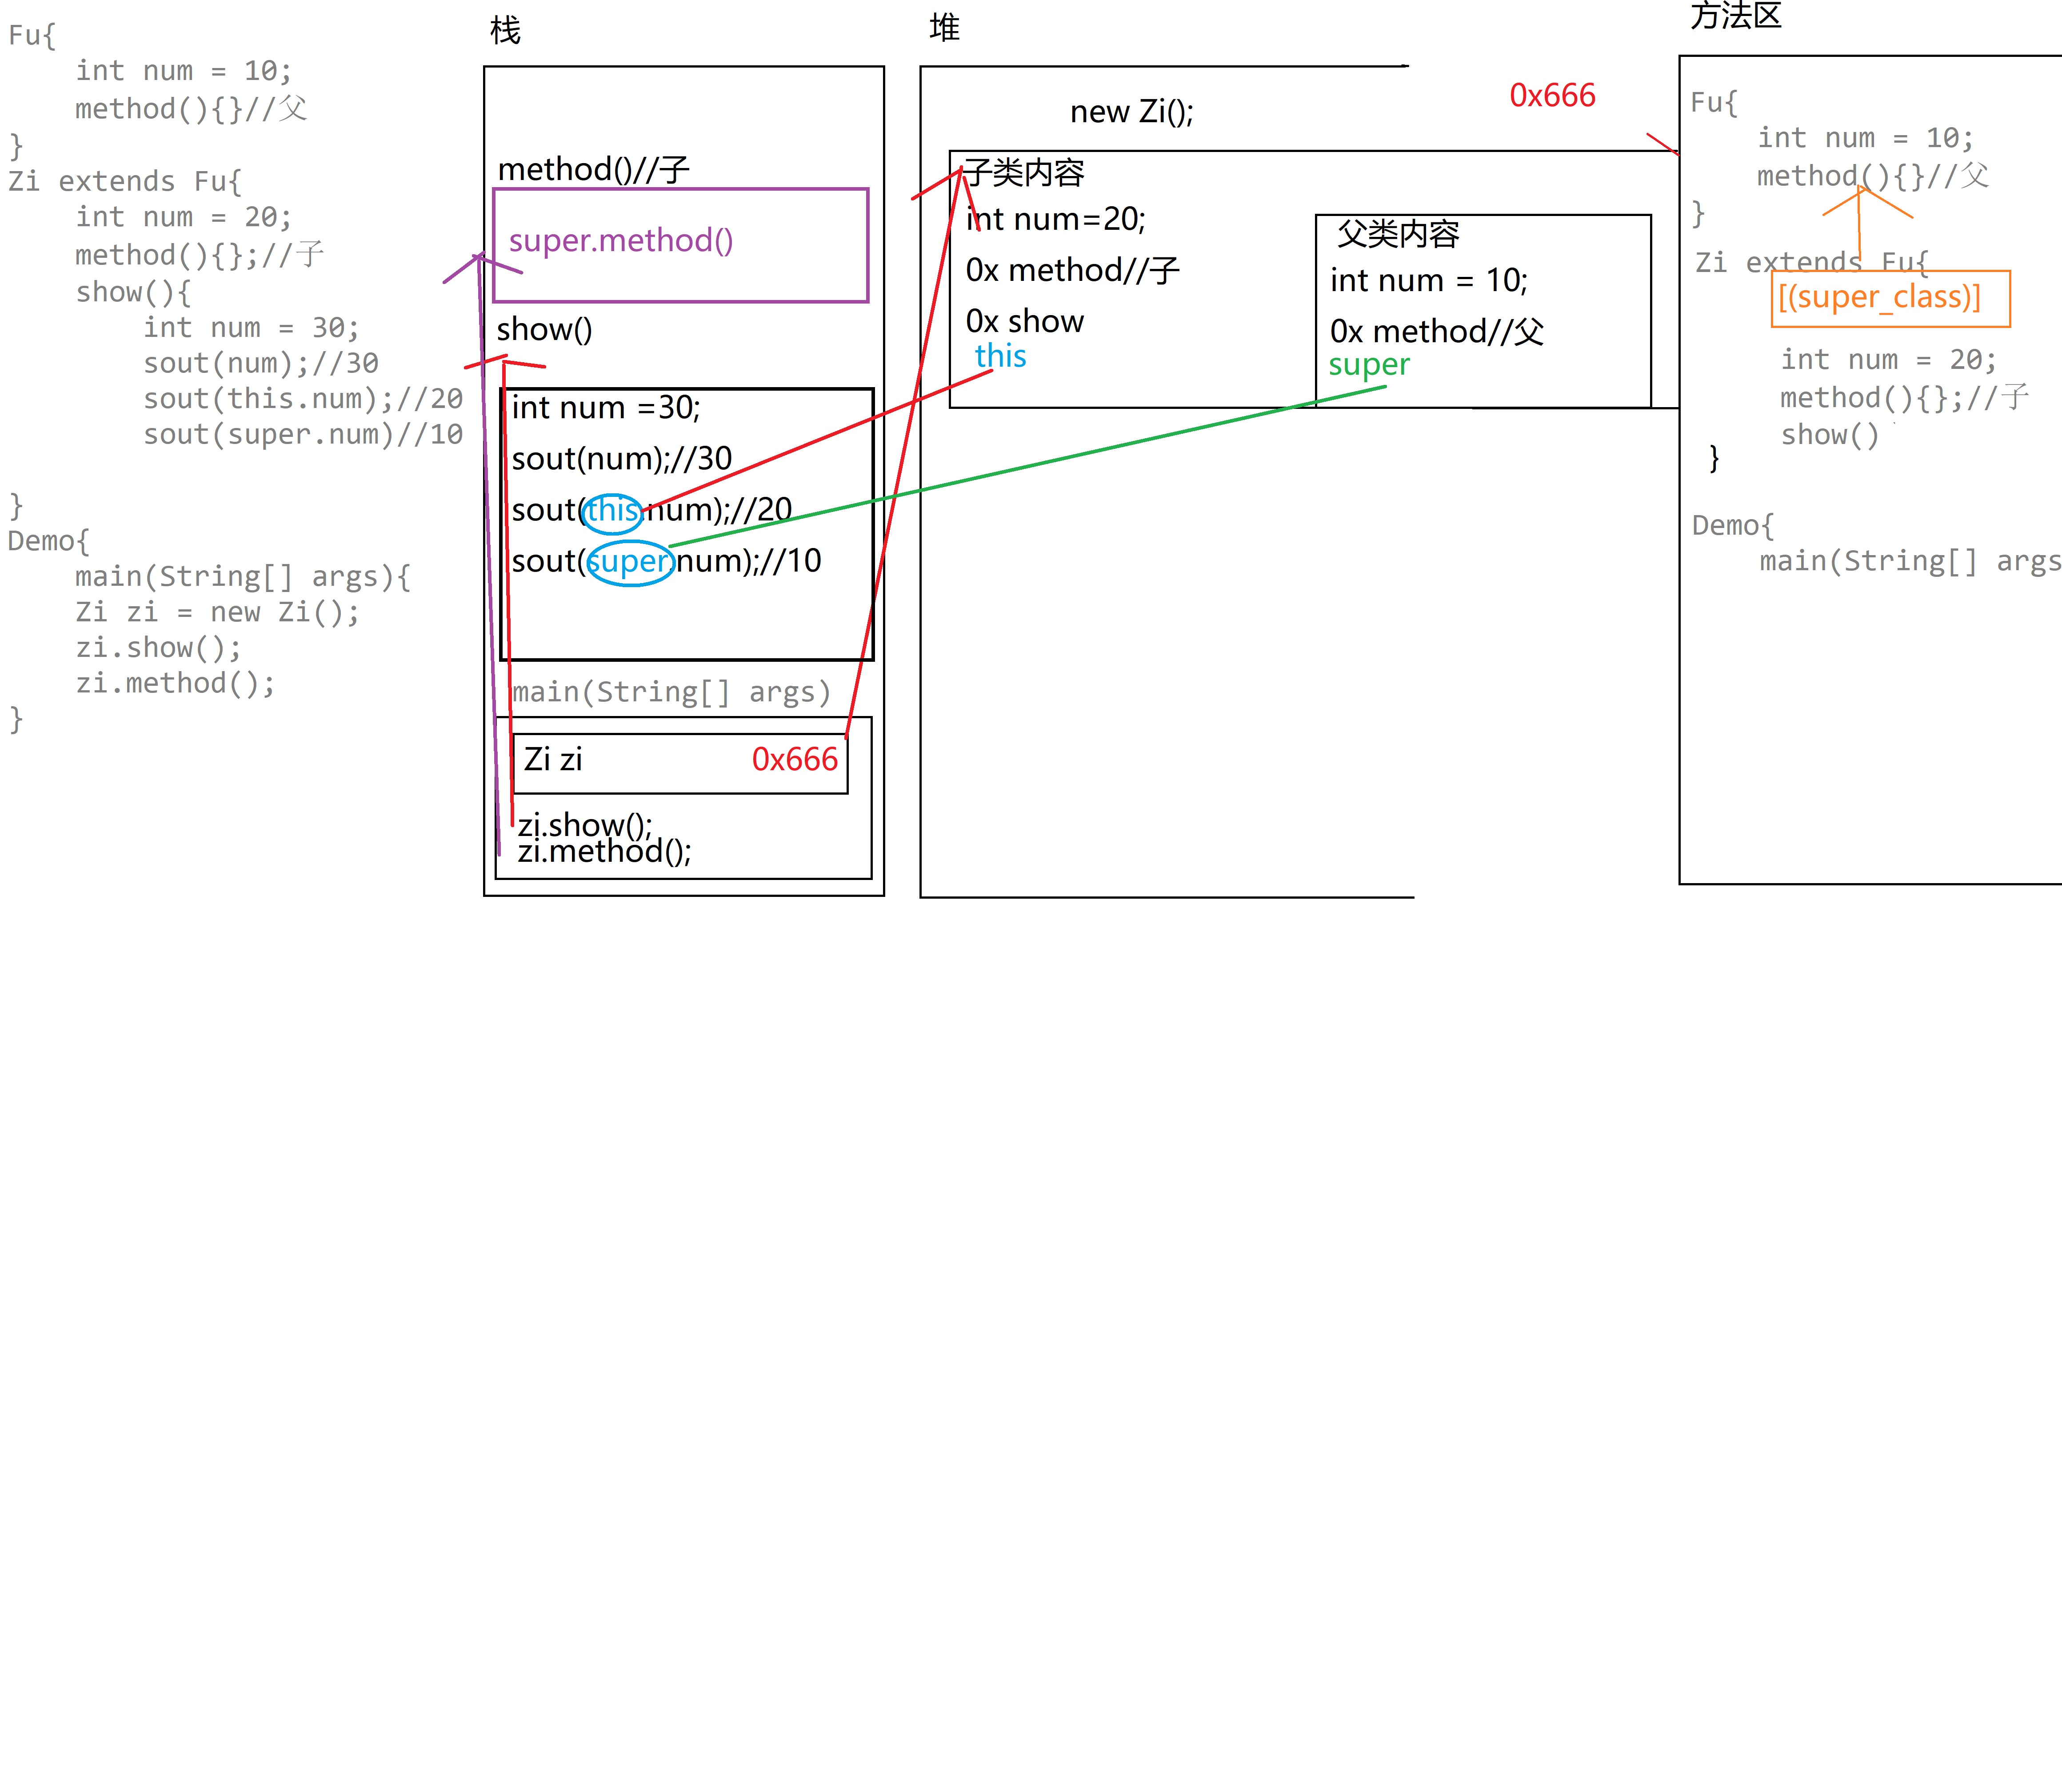 Fu{
int num = 10;
method(){}//父
}
Zi extends Fu{
int num = 20;
method(){};//子
show(){
int num = 30;
sout(num);//30
sout(this.num);//20
sout(super.num)//10
}
Demo{
main(String[] args){
Zi zi = new Zi();
zi.show();
zi.method();
}
栈
method()//子
super.method()
show()
int num =30;
sout(num);//30
sout(this.num);//20
sout(super.num);//10
main(String[] args)
Zi zi 0x666
zi.show();
zi.method();
堆
new Zi();
0x666
子类内容
int num=20;
0x method//子
0x show
this
父类内容
int num = 10;
0x method//父
super
方法区
Fu{
int num = 10;
method(){}//父
}
Zi extends Fu{
[(super_class)]
int num = 20;
method(){};//子
show()
}
Demo{
main(String[] args